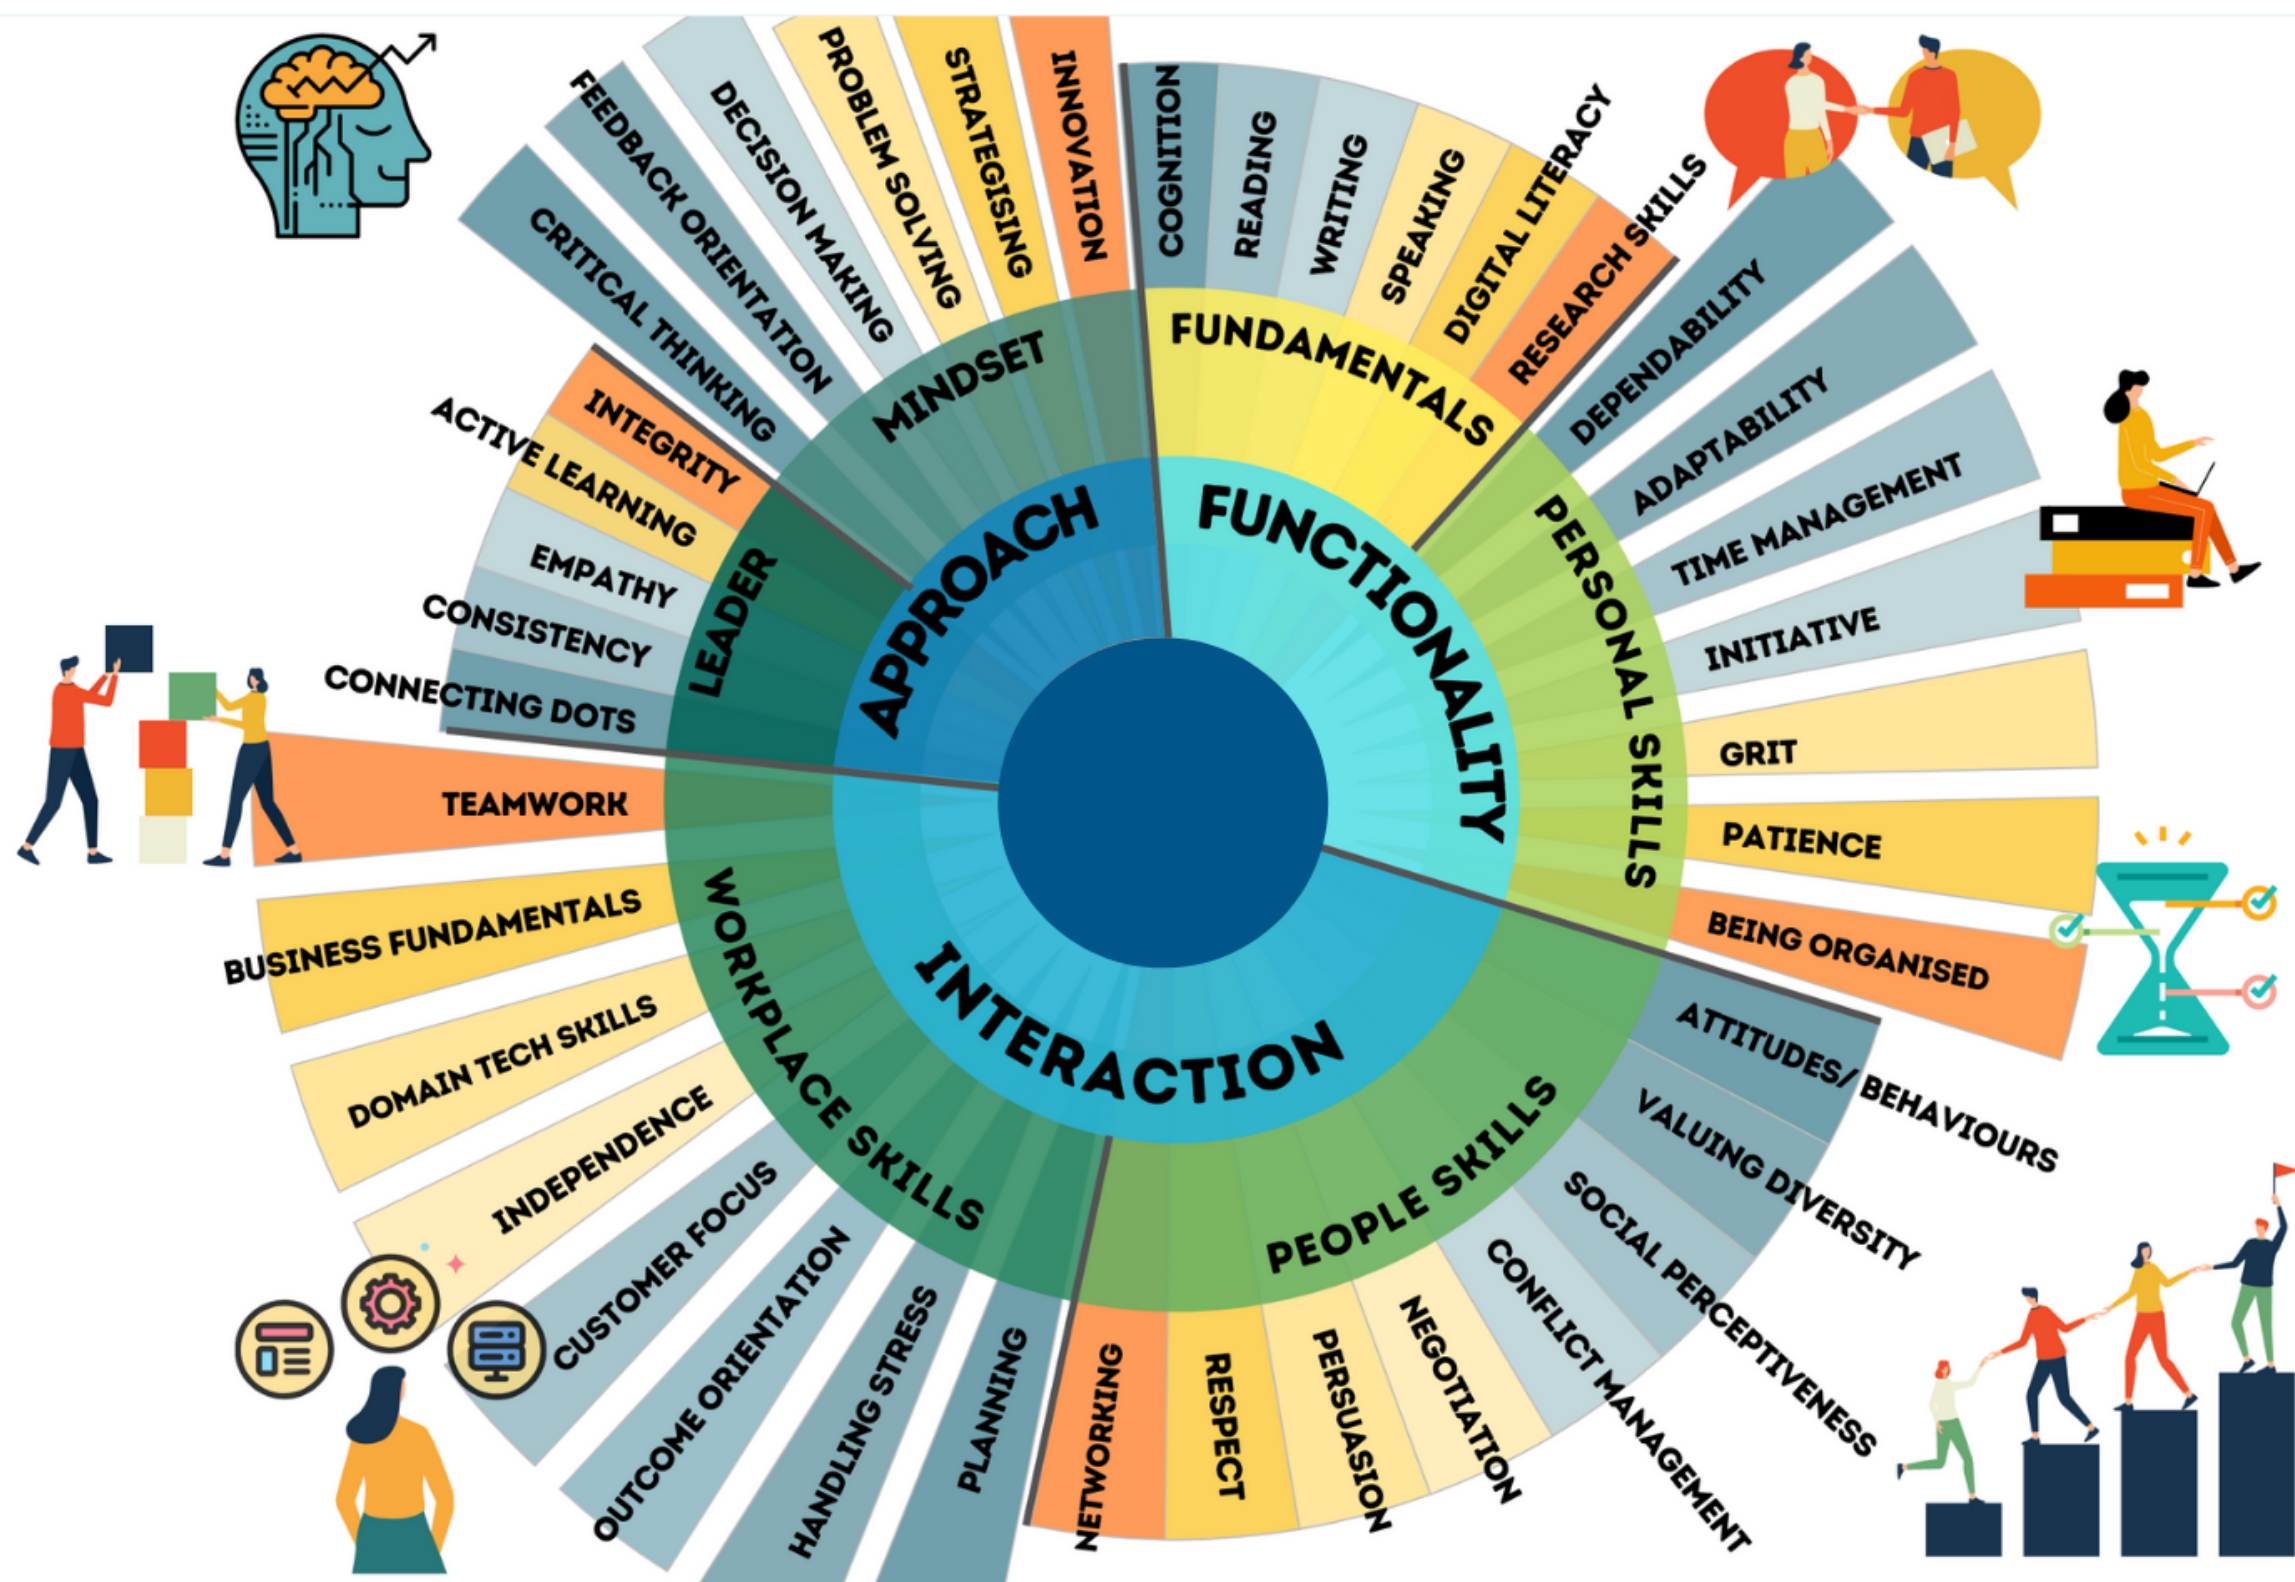 APPROACH
FUNCTIONALITY
INTERACTION
MINDSET
CRITICAL THINKING
FEEDBACK ORIENTATION
DECISION MAKING
PROBLEM SOLVING
STRATEGISING
INNOVATION
FUNDAMENTALS
COGNITION
READING
WRITING
SPEAKING
DIGITAL LITERACY
RESEARCH SKILLS
PERSONAL SKILLS
DEPENDABILITY
ADAPTABILITY
TIME MANAGEMENT
INITIATIVE
GRIT
PATIENCE
BEING ORGANISED
PEOPLE SKILLS
ATTITUDES/ BEHAVIOURS
VALUING DIVERSITY
SOCIAL PERCEPTIVENESS
CONFLICT MANAGEMENT
NEGOTIATION
PERSUASION
RESPECT
NETWORKING
WORKPLACE SKILLS
PLANNING
HANDLING STRESS
OUTCOME ORIENTATION
CUSTOMER FOCUS
INDEPENDENCE
DOMAIN TECH SKILLS
BUSINESS FUNDAMENTALS
TEAMWORK
LEADER
CONNECTING DOTS
CONSISTENCY
EMPATHY
ACTIVE LEARNING
INTEGRITY